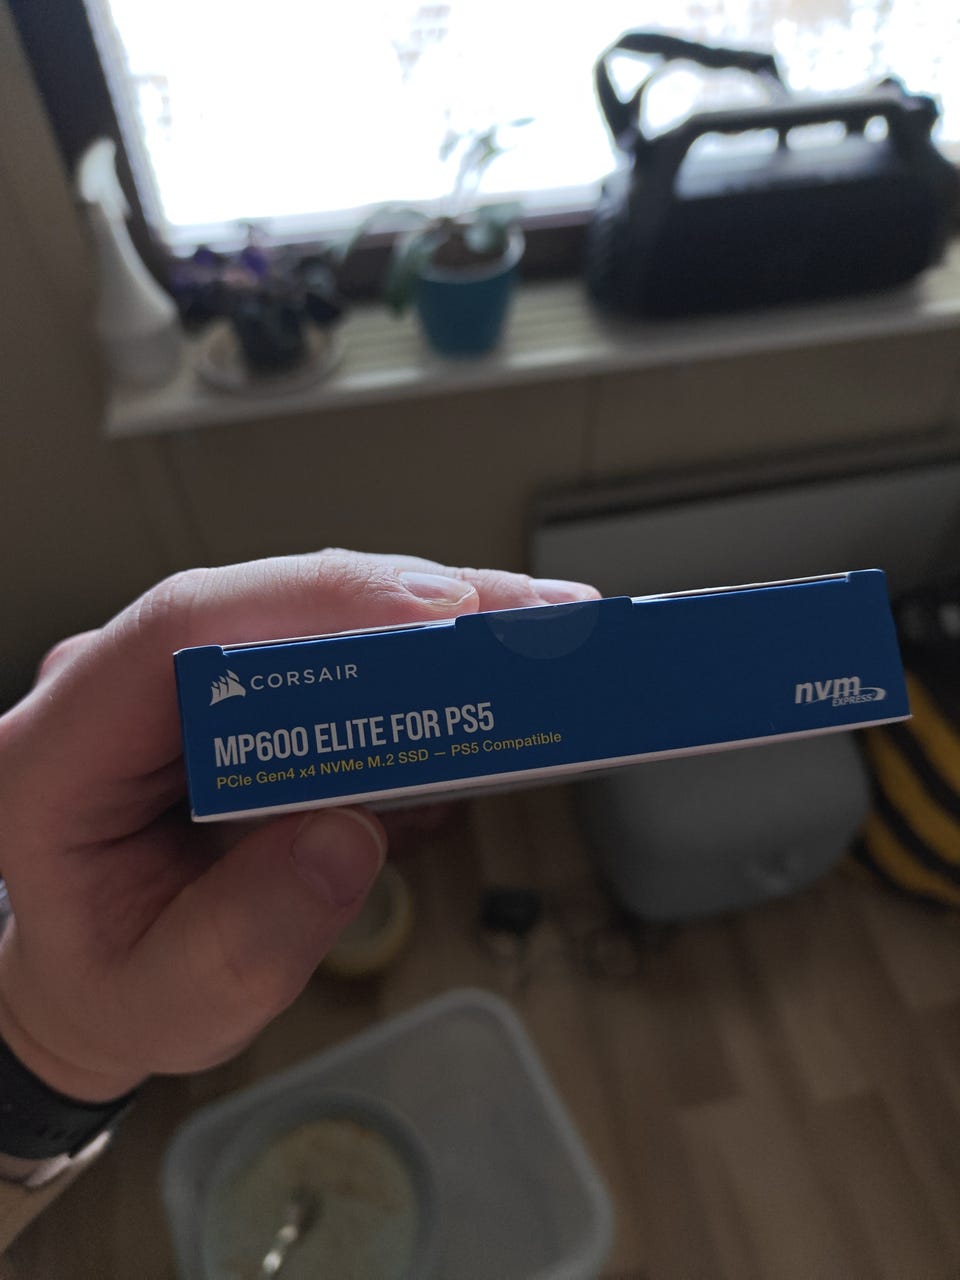 CORSAIR
nvm
EXPRESS
MP600 ELITE FOR PS5
PCIe Gen4 x4 NVMe M.2 SSD — PS5 Compatible